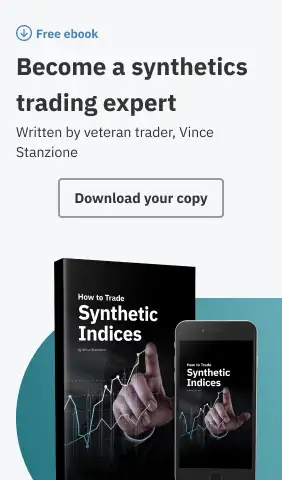 Free ebook
Become a synthetics
trading expert
Written by veteran trader, Vince
Stanzione
Download your copy
How to Trade
Synthetic
Indices
by Vince Stanzione
How to Trade
Synthetic
Indices